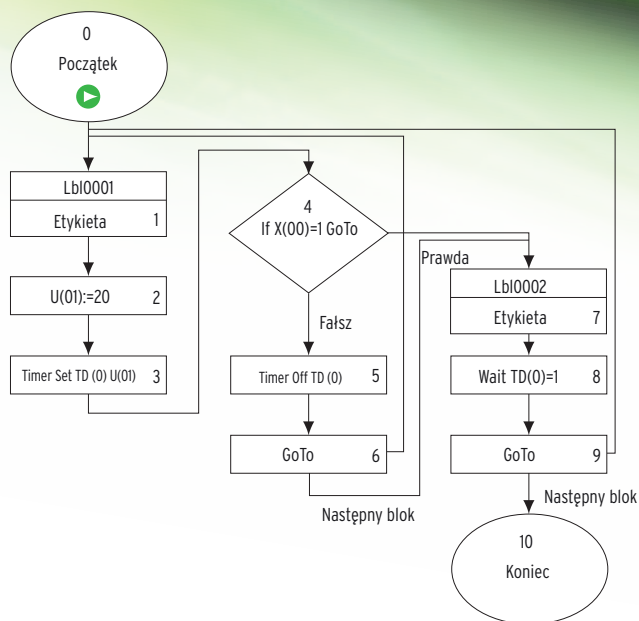 0
Początek
Lbl0001
Etykieta 1
U(01):=20 2
Timer Set TD (0) U(01) 3
4
If X(00)=1 GoTo
Prawda
Fałsz
Timer Off TD (0) 5
GoTo 6
Następny blok
Lbl0002
Etykieta 7
Wait TD(0)=1 8
GoTo 9
Następny blok
10
Koniec